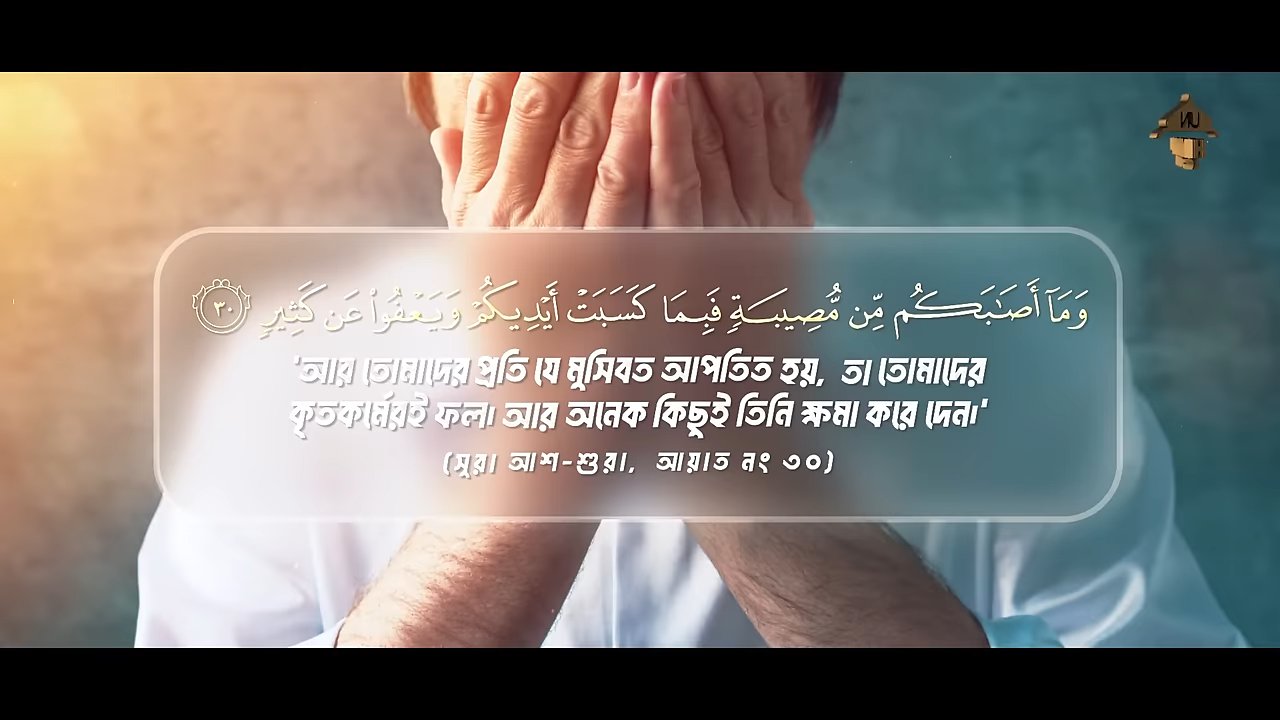 وَمَآ أَصَـٰبَكُم مِّن مُّصِيبَةٍ فَبِمَا كَسَبَتْ أَيْدِيكُمْ وَيَعْفُوا۟ عَن كَثِيرٍ ٣٠
'আর তোমাদের প্রতি যে মুসিবত আপতিত হয়, তা তোমাদের
কৃতকর্মেরই ফল। আর অনেক কিছুই তিনি ক্ষমা করে দেন।'
(সুরা আশ-শুরা, আয়াত নং ৩০)